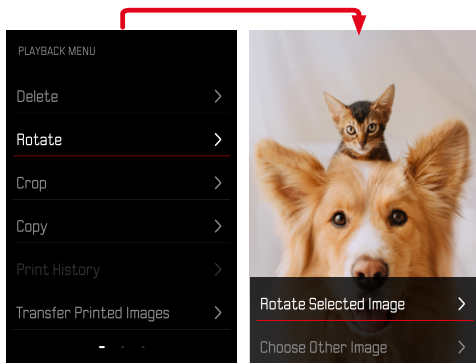 PLAYBACK MENU
Delete
Rotate
Crop
Copy
Print History
Transfer Printed Images
Rotate Selected Image
Choose Other Image